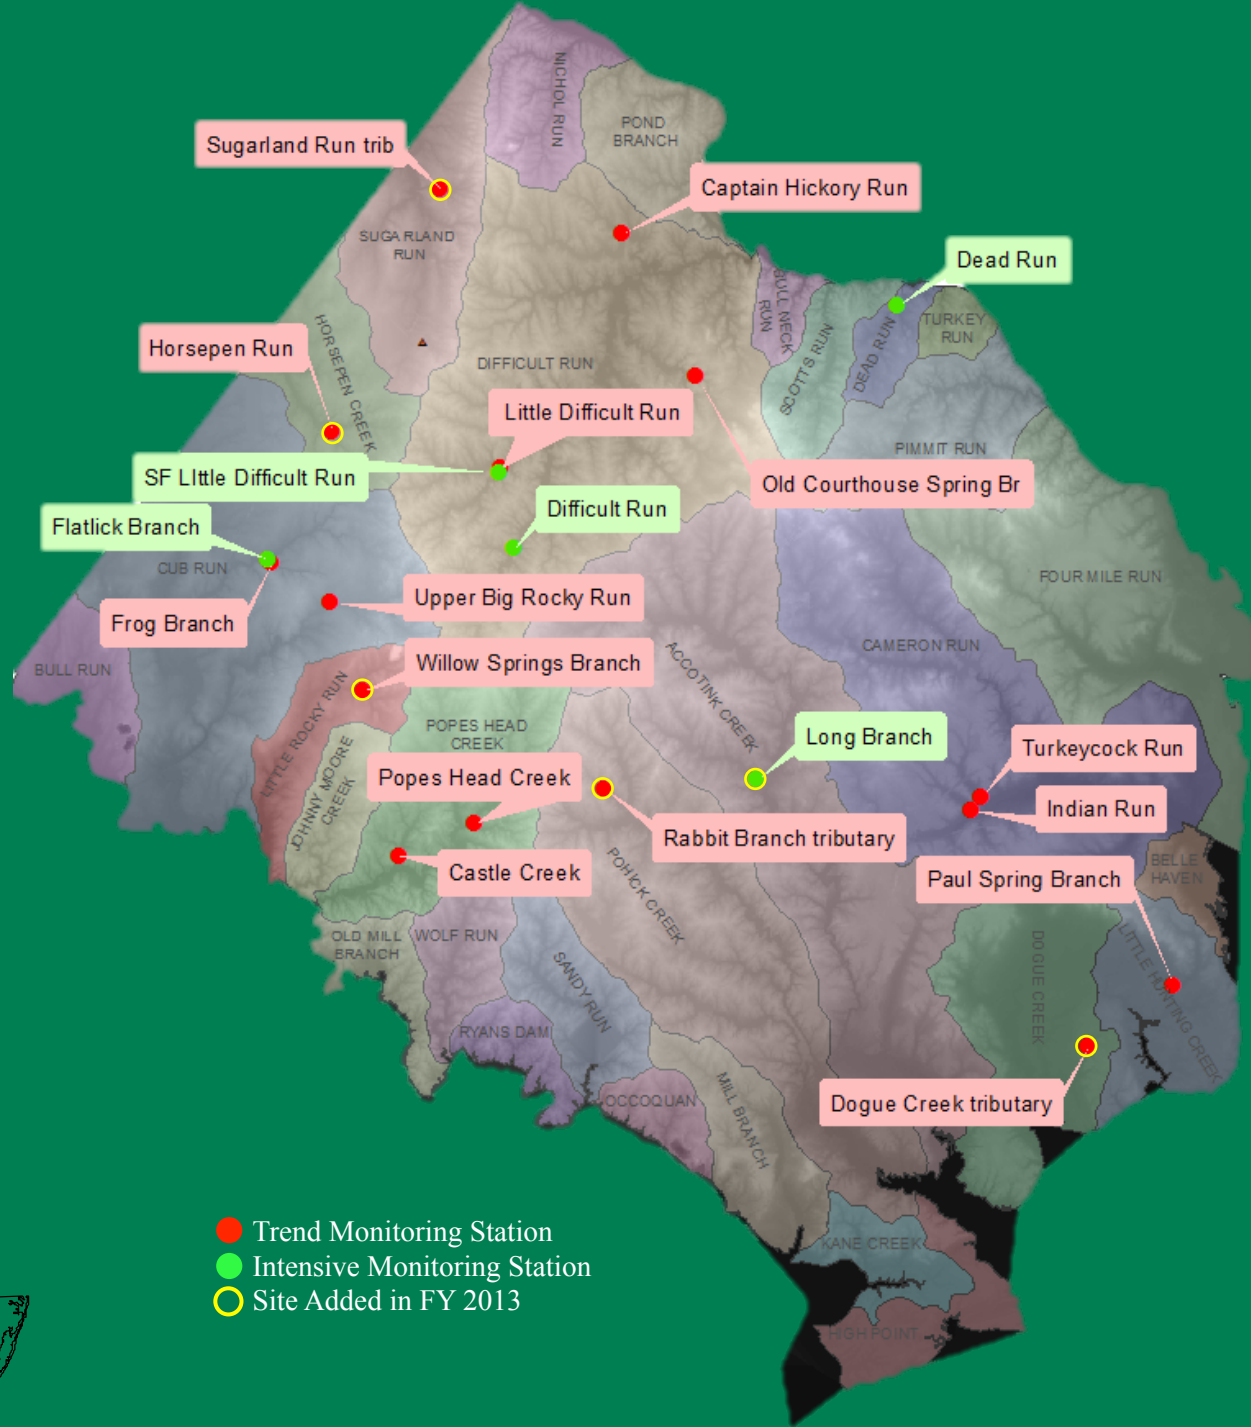 NICHOL RUN
POND
BRANCH
Sugarland Run trib
Captain Hickory Run
SUGARLAND
RUN
Dead Run
BULL NECK
RUN
SCOTTS RUN
DEAD RUN
TURKEY
RUN
Horsepen Run
HORSEPEN CREEK
DIFFICULT RUN
Little Difficult Run
PIMMIT RUN
SF LIttle Difficult Run
Old Courthouse Spring Br
Difficult Run
Flatlick Branch
CUB RUN
FOUR MILE RUN
Upper Big Rocky Run
Frog Branch
CAMERON RUN
BULL RUN
Willow Springs Branch
ACCOTINK CREEK
LITTLE ROCKY RUN
POPES HEAD
CREEK
Long Branch
Turkeycock Run
JOHNNY MOORE
CREEK
Popes Head Creek
Indian Run
Rabbit Branch tributary
Castle Creek
POHICK CREEK
Paul Spring Branch
BELLE
HAVEN
OLD MILL
BRANCH
WOLF RUN
SANDY RUN
DOGUE CREEK
LITTLE HUNTING CREEK
RYANS DAM
OCCOQUAN
MILL BRANCH
Dogue Creek tributary
Trend Monitoring Station
Intensive Monitoring Station
Site Added in FY 2013
KANE CREEK
HIGH POINT